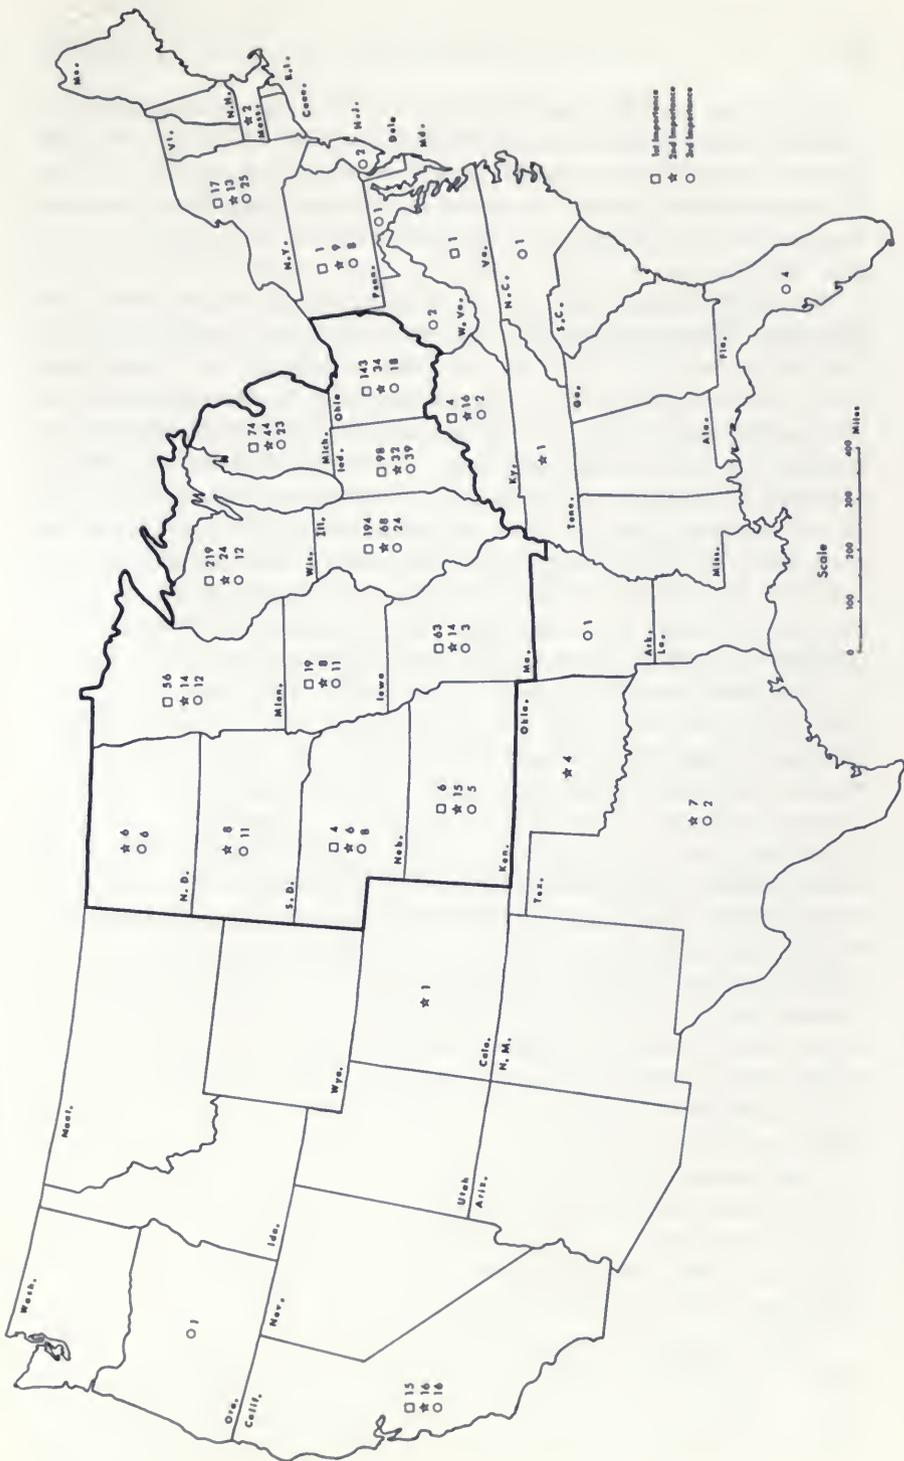 Wash.
Mont.
Ore.
○ 1
Ida.
Calif.
□ 15
★ 16
○ 16
Nev.
Utah
Ariz.
Wyo.
Colo.
★ 1
N. M.
N. D.
★ 6
○ 6
S. D.
★ 8
○ 11
Neb.
□ 4
★ 6
○ 8
Kan.
□ 6
★ 15
○ 5
Okla.
★ 4
Tex.
★ 7
○ 2
Minn.
□ 56
★ 14
○ 12
Iowa
□ 19
★ 8
○ 11
Mo.
□ 63
★ 14
○ 3
Ark.
○ 1
La.
Wis.
□ 219
★ 24
○ 12
Ill.
□ 194
★ 68
○ 24
Mich.
□ 74
★ 44
○ 23
Ind.
□ 98
★ 32
○ 39
Ohio
□ 143
★ 34
○ 18
Ky.
□ 4
★ 16
○ 2
Tenn.
★ 1
Miss.
Ala.
Ga.
Fla.
○ 4
S.C.
N.C.
○ 1
Va.
□ 1
W. Va.
○ 2
Penn.
□ 1
★ 9
○ 8
N.Y.
□ 17
★ 13
○ 25
Vt.
N.H.
Me.
Mass.
★ 2
R.I.
Conn.
N.J.
○ 2
Dela
Md.
○ 1
□ 1st Importance
★ 2nd Importance
○ 3rd Importance
Scale
0 100 200 300 400
Miles